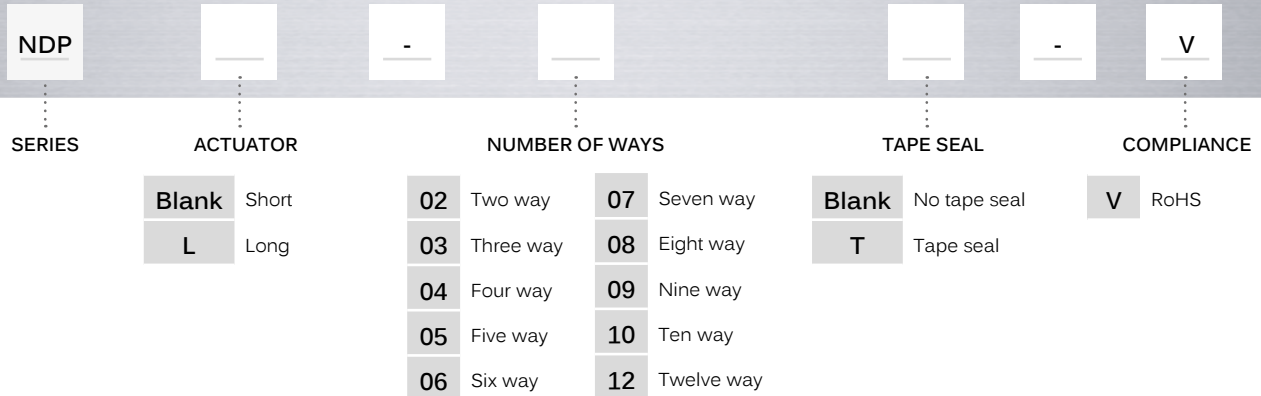 NDP - - V
SERIES ACTUATOR NUMBER OF WAYS TAPE SEAL COMPLIANCE
Blank Short 02 Two way 07 Seven way Blank No tape seal V RoHS
L Long 03 Three way 08 Eight way T Tape seal
04 Four way 09 Nine way
05 Five way 10 Ten way
06 Six way 12 Twelve way